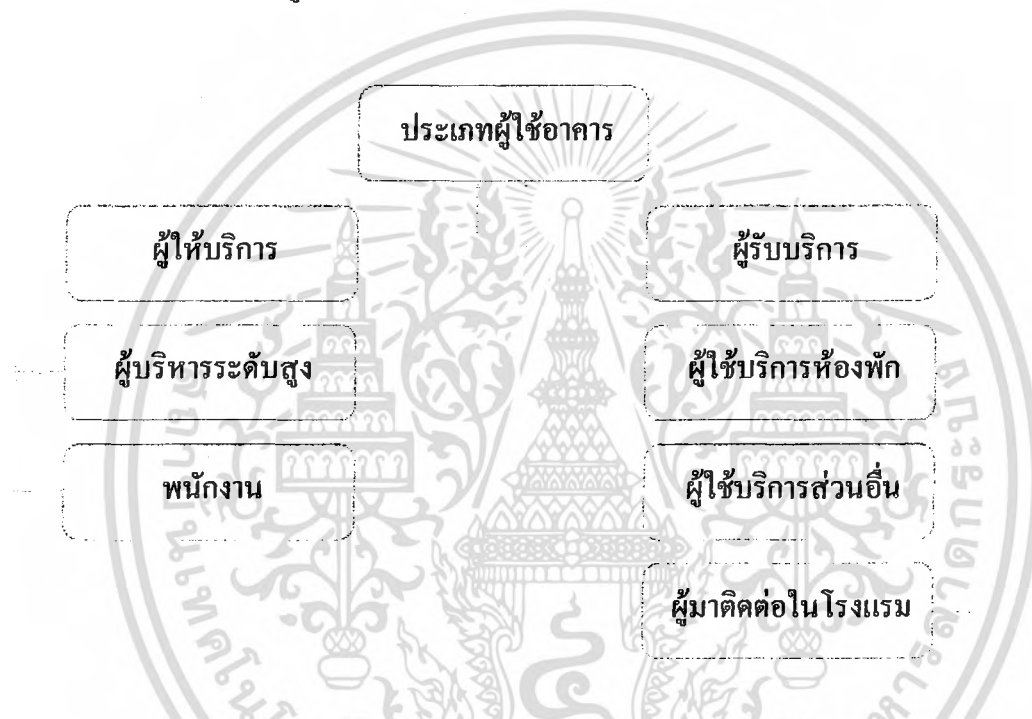 ประเภทผู้ใช้อาคาร
ผู้ให้บริการ
ผู้รับบริการ
ผู้บริหารระดับสูง
ผู้ใช้บริการห้องพัก
พนักงาน
ผู้ใช้บริการส่วนอื่น
ผู้มาติดต่อในโรงแรม